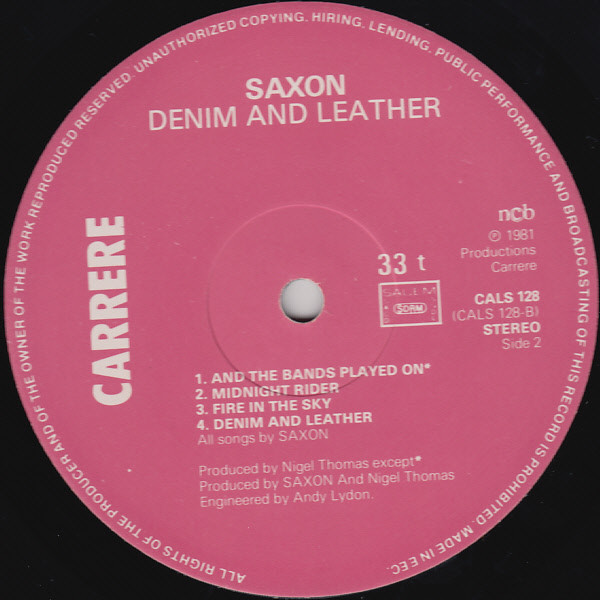 ALL RIGHTS OF THE PRODUCER AND OF THE OWNER OF THE WORK REPRODUCED RESERVED. UNAUTHORIZED COPYING. HIRING, LENDING, PUBLIC PERFORMANCE AND BROADCASTING OF THIS RECORD IS PROHIBITED. MADE IN EEC.
SAXON
DENIM AND LEATHER
CARRERE
ncb
℗ 1981
Productions
Carrere
33 t
SACEM
SDRM
CALS 128
(CALS 128-B)
STEREO
Side 2
1. AND THE BANDS PLAYED ON*
2. MIDNIGHT RIDER
3. FIRE IN THE SKY
4. DENIM AND LEATHER
All songs by SAXON
Produced by Nigel Thomas except*
Produced by SAXON And Nigel Thomas
Engineered by Andy Lydon.